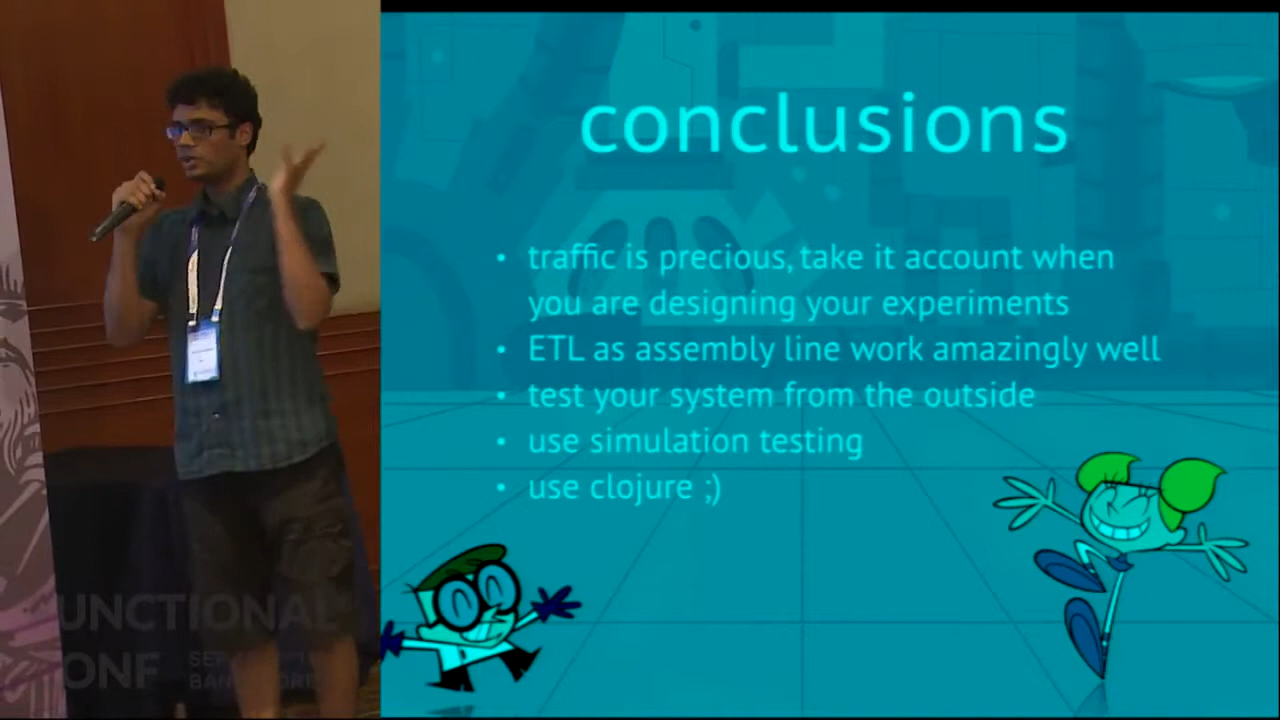 conclusions
• traffic is precious, take it account when
you are designing your experiments
• ETL as assembly line work amazingly well
• test your system from the outside
• use simulation testing
• use clojure ;)
UNCTIONAL
ONF